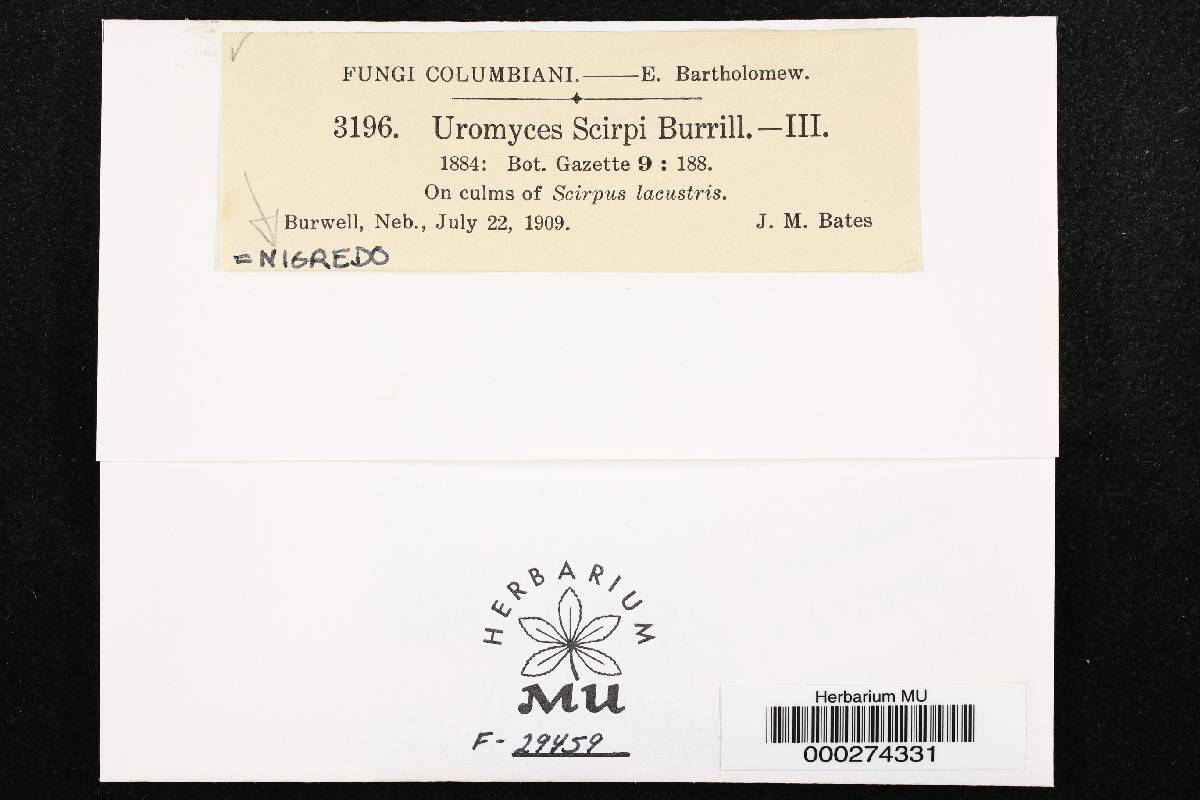 FUNGI COLUMBIANI.——E. Bartholomew.
3196. Uromyces Scirpi Burrill.—III.
1884: Bot. Gazette 9 : 188.
On culms of Scirpus lacustris.
Burwell, Neb., July 22, 1909. J. M. Bates
=NIGREDO
HERBARIUM
MU
F- 29459
Herbarium MU
000274331